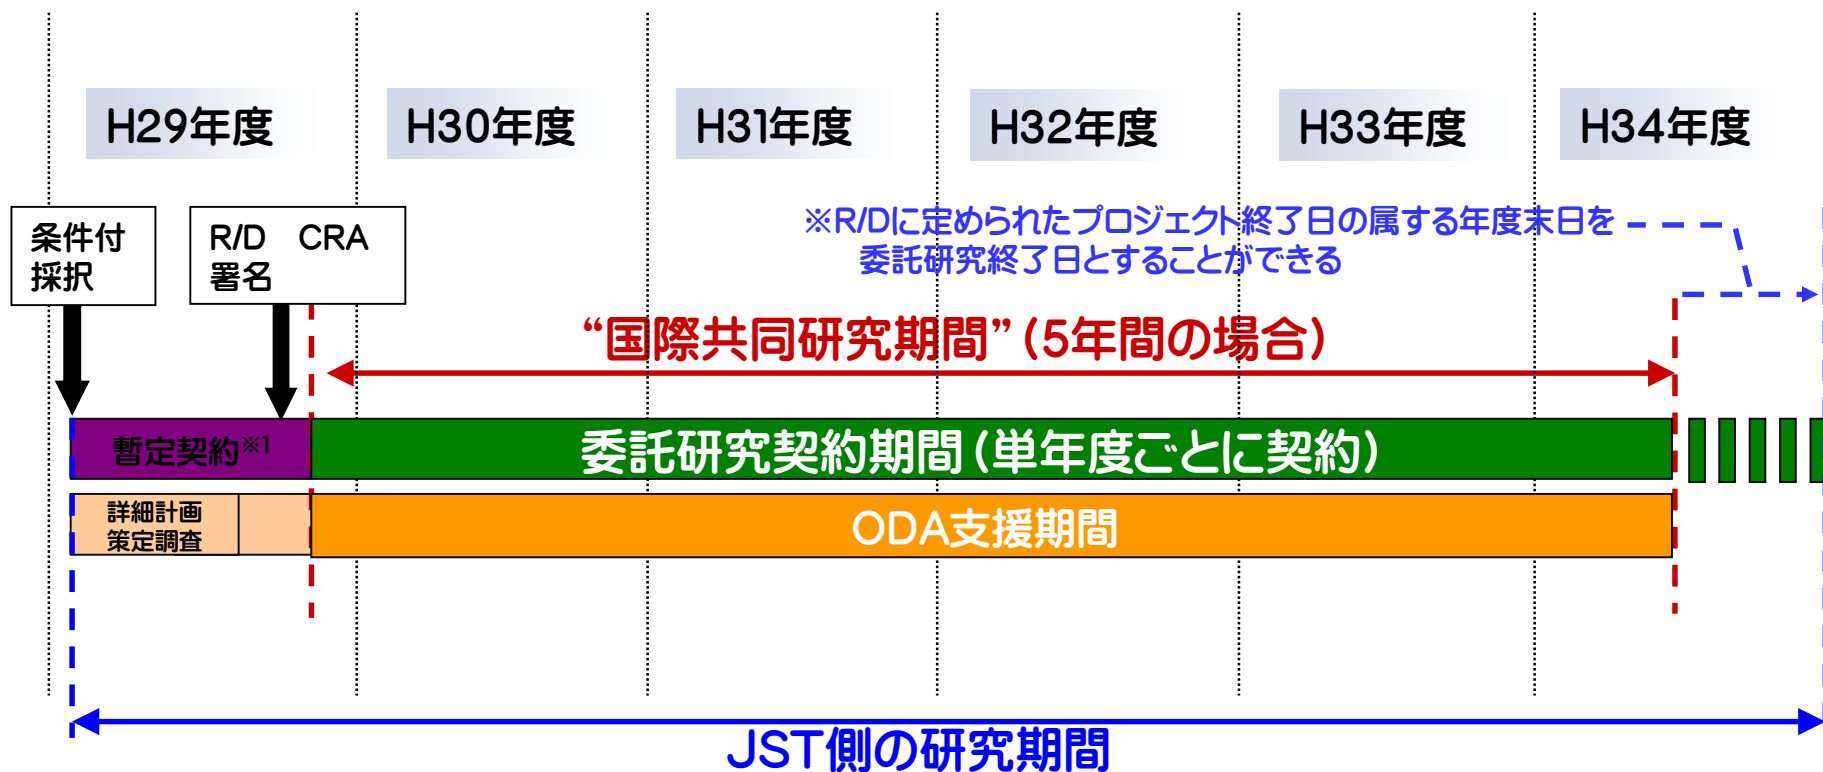 H29年度
H30年度
H31年度
H32年度
H33年度
H34年度
条件付
採択
R/D　CRA
署名
※R/Dに定められたプロジェクト終了日の属する年度末日を
委託研究終了日とすることができる
“国際共同研究期間”（5年間の場合）
暫定契約※1
委託研究契約期間（単年度ごとに契約）
詳細計画
策定調査
ODA支援期間
JST側の研究期間